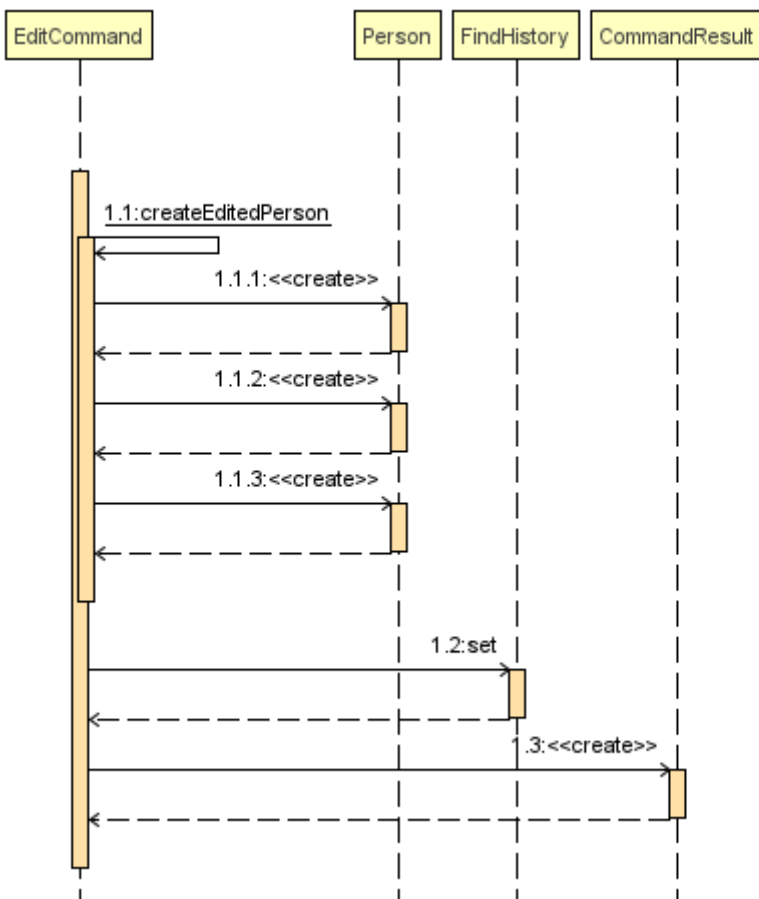 EditCommand
Person
FindHistory
CommandResult
1.1:createEditedPerson
1.1.1:<<create>>
1.1.2:<<create>>
1.1.3:<<create>>
1.2:set
1.3:<<create>>